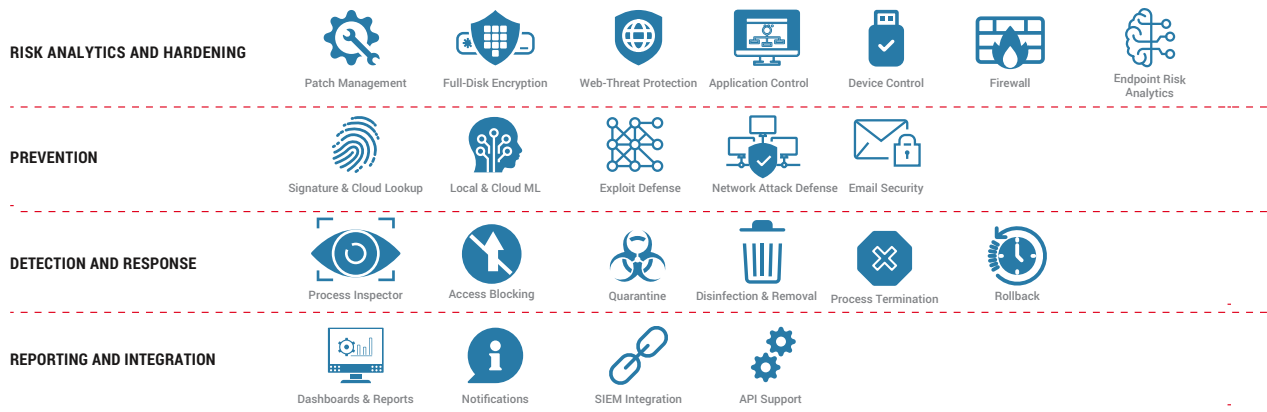 RISK ANALYTICS AND HARDENING
Patch Management
Full-Disk Encryption
Web-Threat Protection
Application Control
Device Control
Firewall
Endpoint Risk
Analytics
PREVENTION
Signature & Cloud Lookup
Local & Cloud ML
Exploit Defense
Network Attack Defense
Email Security
DETECTION AND RESPONSE
Process Inspector
Access Blocking
Quarantine
Disinfection & Removal
Process Termination
Rollback
REPORTING AND INTEGRATION
Dashboards & Reports
Notifications
SIEM Integration
API Support